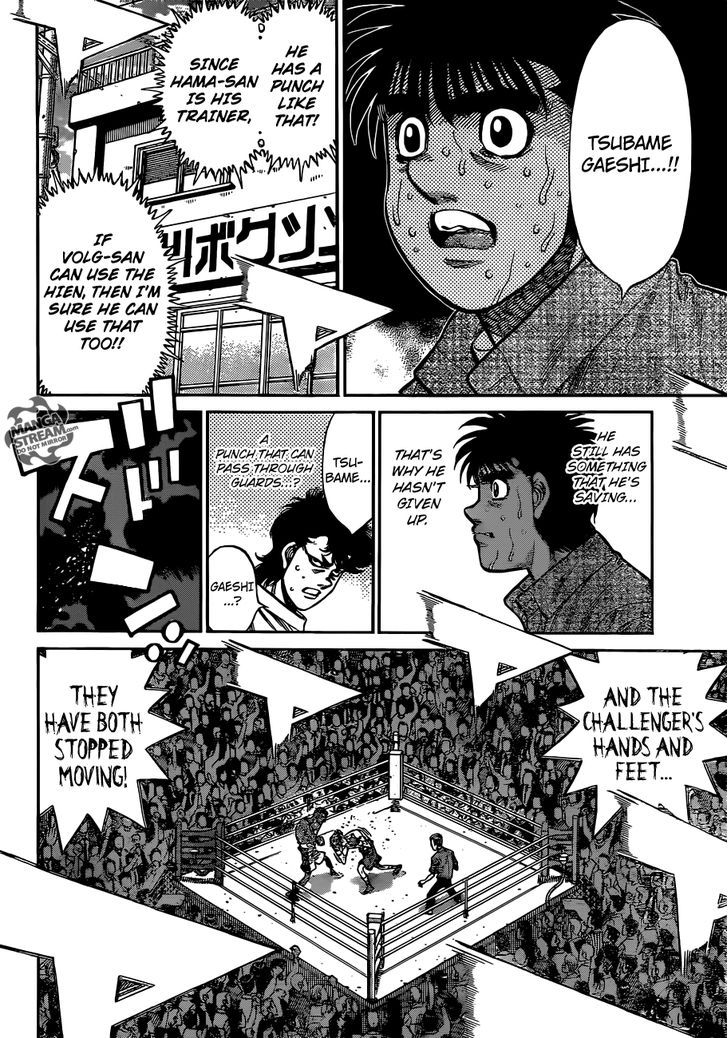 TSUBAME
GAESHI...!!
HE
HAS A
PUNCH
LIKE
THAT!
SINCE
HAMA-SAN
IS HIS
TRAINER,
IF
VOLG-SAN
CAN USE THE
HIEN, THEN I'M
SURE HE CAN
USE THAT
TOO!!
リボクシン
HE
STILL HAS
SOMETHING
THAT HE'S
SAVING...
THAT'S
WHY HE
HASN'T
GIVEN
UP.
TSU-
BAME...
A
PUNCH THAT CAN
PASS THROUGH
GUARDS...?
GAESHI
...?
MANGA
STREAM.COM
DO NOT MIRROR
AND THE
CHALLENGER'S
HANDS AND
FEET...
THEY
HAVE BOTH
STOPPED
MOVING!